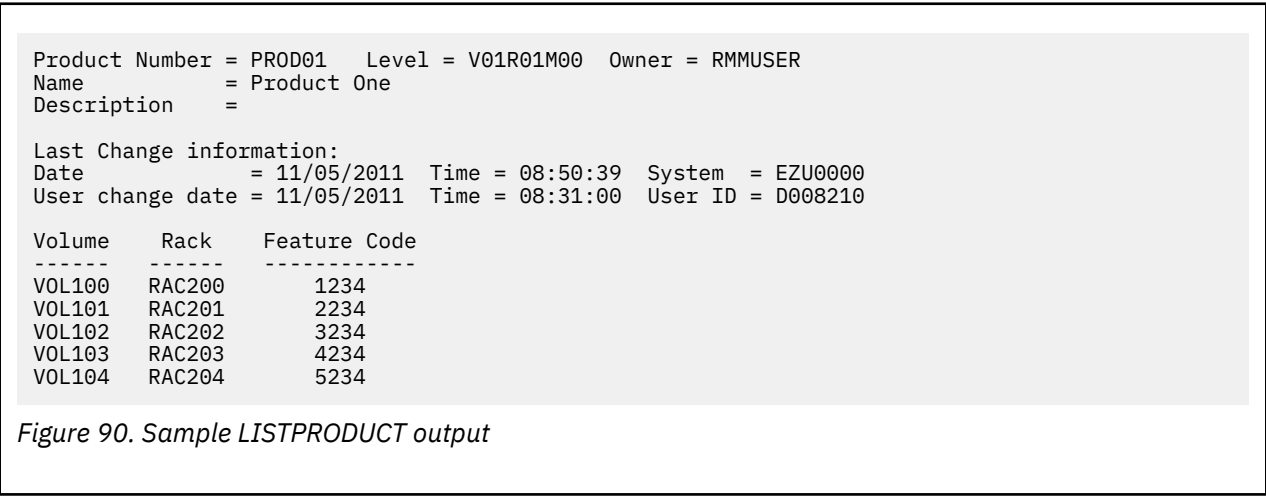 Product Number = PROD01   Level = V01R01M00  Owner = RMMUSER
Name           = Product One
Description    =
Last Change information:
Date             = 11/05/2011  Time = 08:50:39  System  = EZU0000
User change date = 11/05/2011  Time = 08:31:00  User ID = D008210
Volume     Rack    Feature Code
------   ------   ------------
VOL100   RAC200       1234
VOL101   RAC201       2234
VOL102   RAC202       3234
VOL103   RAC203       4234
VOL104   RAC204       5234
Figure 90. Sample LISTPRODUCT output